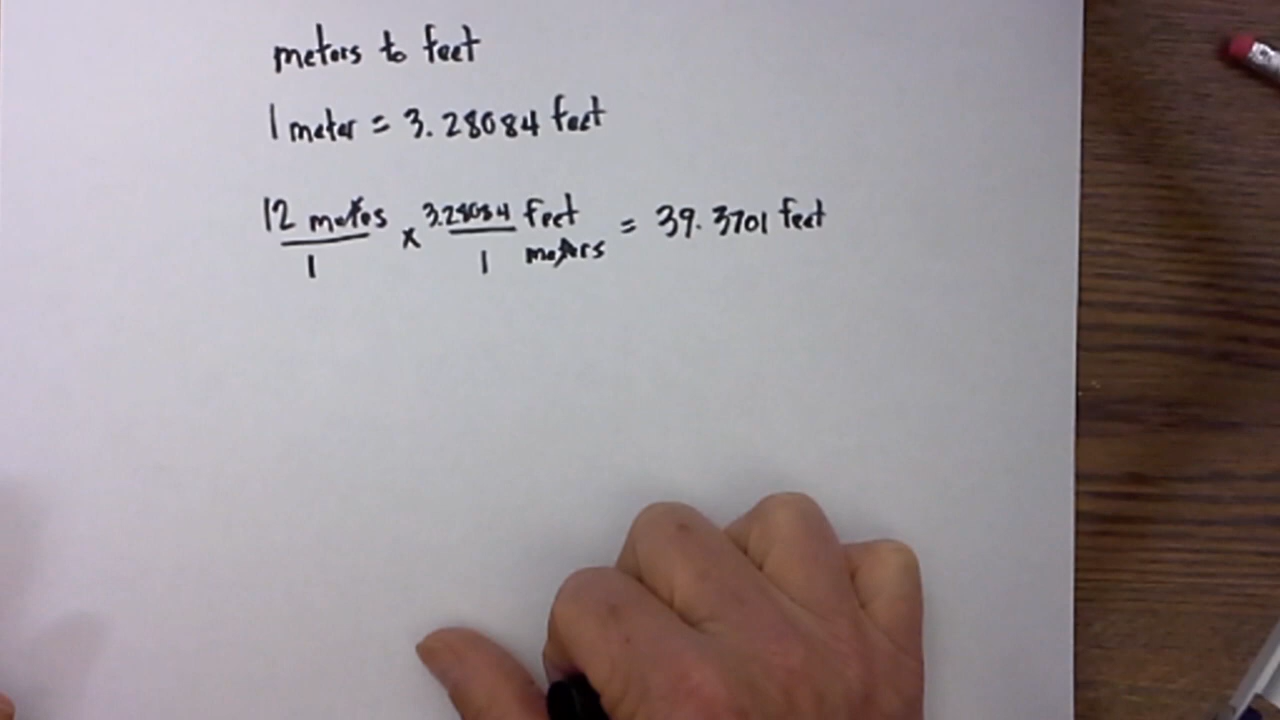 meters to feet
1 meter = 3.28084 feet
12 meters × 3.28084 feet = 39.3701 feet
1 1 meters